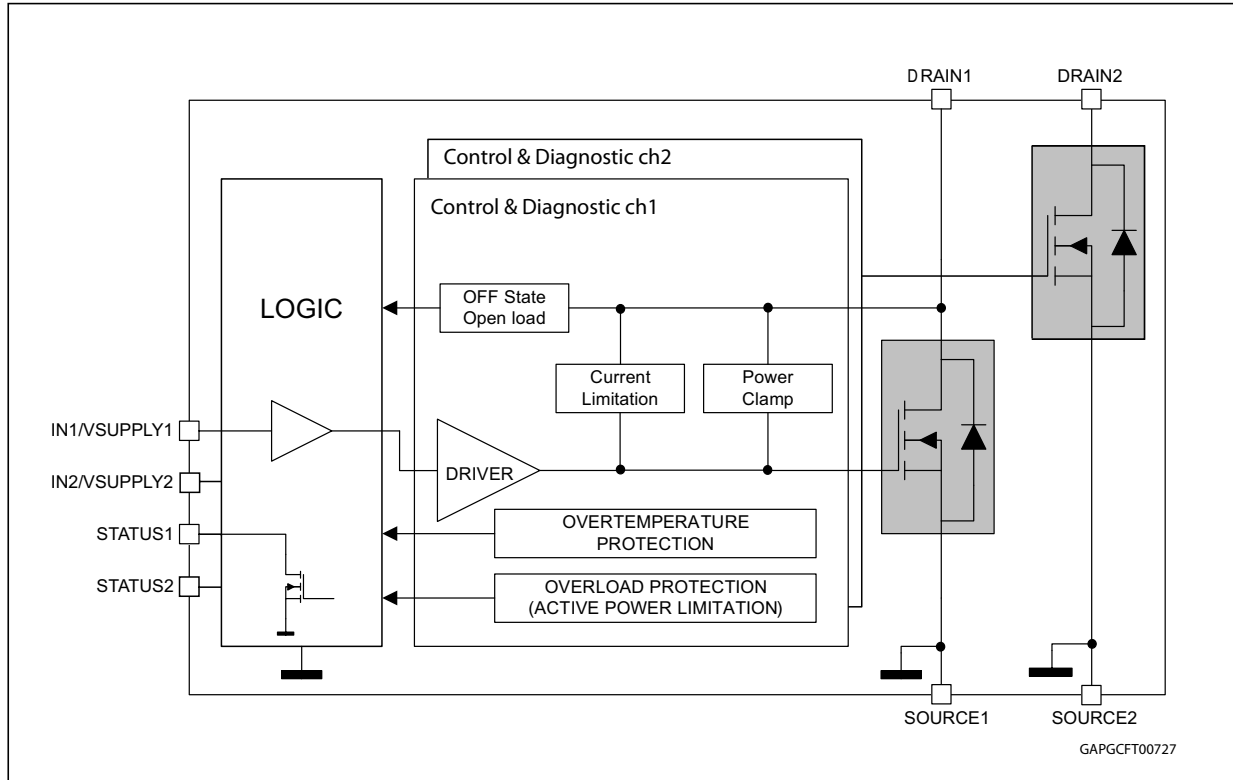 DRAIN1
DRAIN2
Control & Diagnostic ch2
Control & Diagnostic ch1
LOGIC
OFF State
Open load
Current
Limitation
Power
Clamp
IN1/VSUPPLY1
DRIVER
IN2/VSUPPLY2
STATUS1
OVERTEMPERATURE
PROTECTION
STATUS2
OVERLOAD PROTECTION
(ACTIVE POWER LIMITATION)
SOURCE1
SOURCE2
GAPGCFT00727